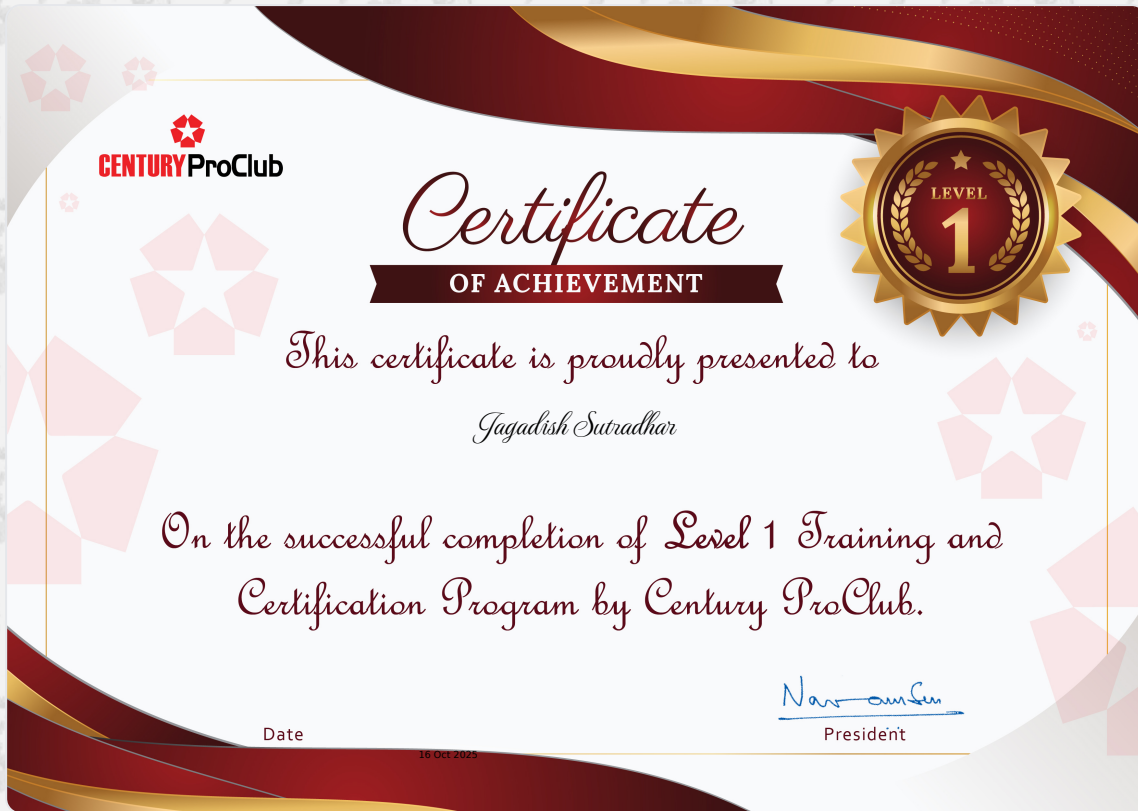 CENTURY ProClub
LEVEL
1
Certificate
OF ACHIEVEMENT
This certificate is proudly presented to
Jagadish Sutradhar
On the successful completion of Level 1 Training and
Certification Program by Century ProClub.
Date
President
16 Oct 2025